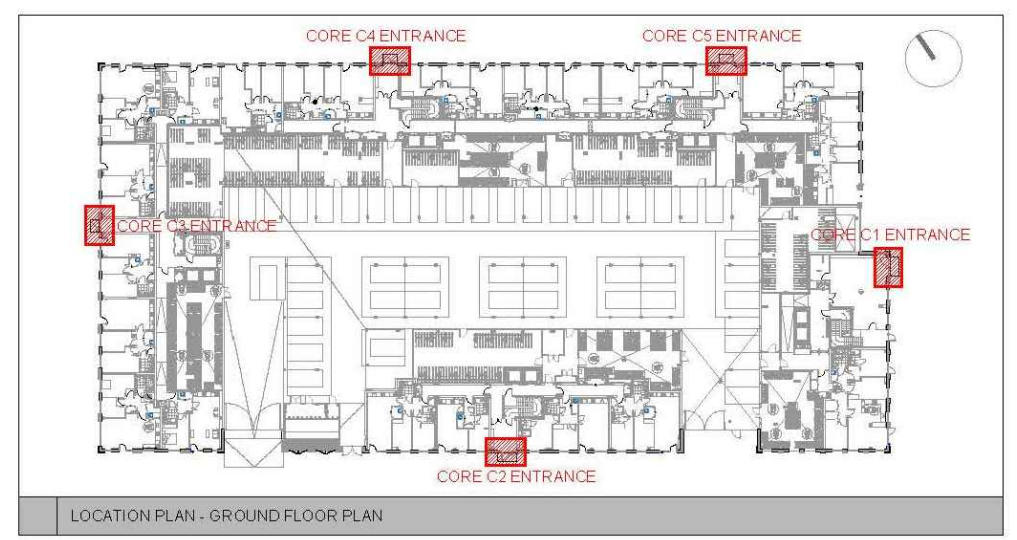 CORE C4 ENTRANCE
CORE C5 ENTRANCE
CORE C3 ENTRANCE
CORE C1 ENTRANCE
CORE C2 ENTRANCE
LOCATION PLAN - GROUND FLOOR PLAN